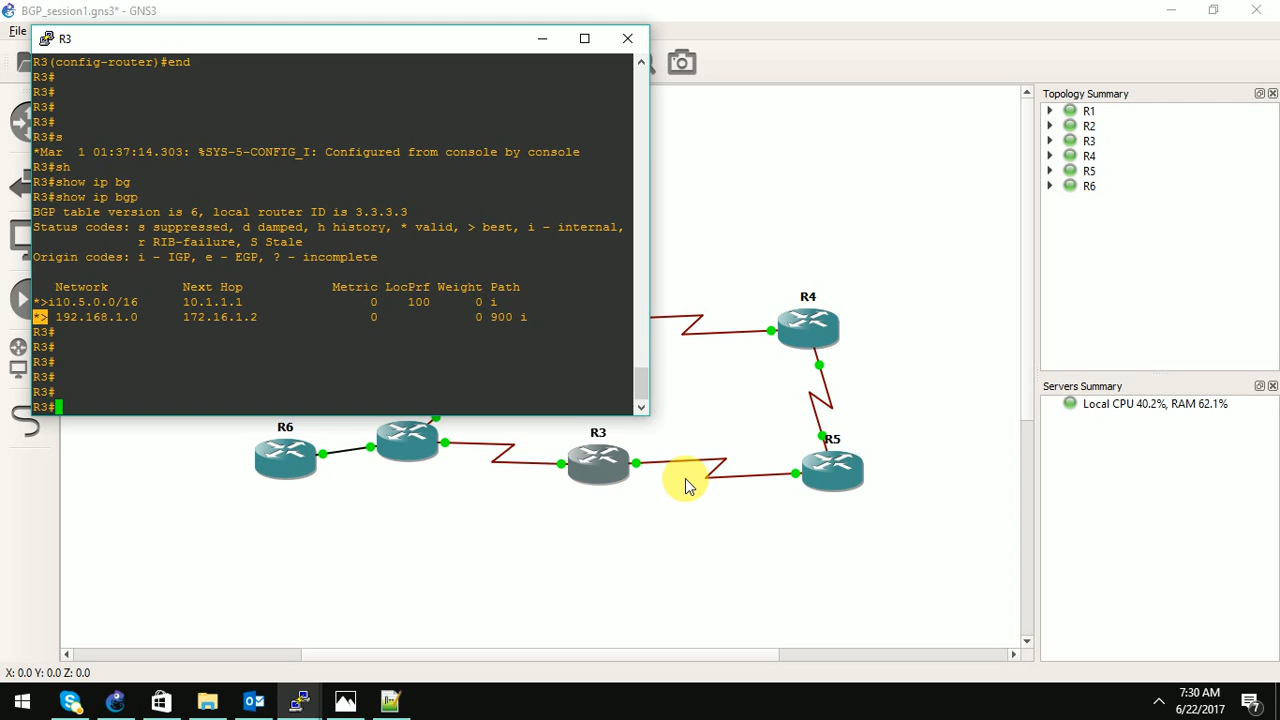 BGP_session1.gns3* - GNS3
File
R3
R3(config-router)#end
R3#
R3#
R3#
R3#
R3#s
*Mar  1 01:37:14.303: %SYS-5-CONFIG_I: Configured from console by console
R3#sh
R3#show ip bg
R3#show ip bgp
BGP table version is 6, local router ID is 3.3.3.3
Status codes: s suppressed, d damped, h history, * valid, > best, i - internal,
              r RIB-failure, S Stale
Origin codes: i - IGP, e - EGP, ? - incomplete
   Network          Next Hop            Metric LocPrf Weight Path
*>i10.5.0.0/16      10.1.1.1                 0    100      0 i
*> 192.168.1.0      172.16.1.2               0             0 900 i
R3#
R3#
R3#
R3#
R3#
R3#
R4
R6
R3
R5
Topology Summary
R1
R2
R3
R4
R5
R6
Servers Summary
Local CPU 40.2%, RAM 62.1%
X: 0.0 Y: 0.0 Z: 0.0
7:30 AM
6/22/2017
7